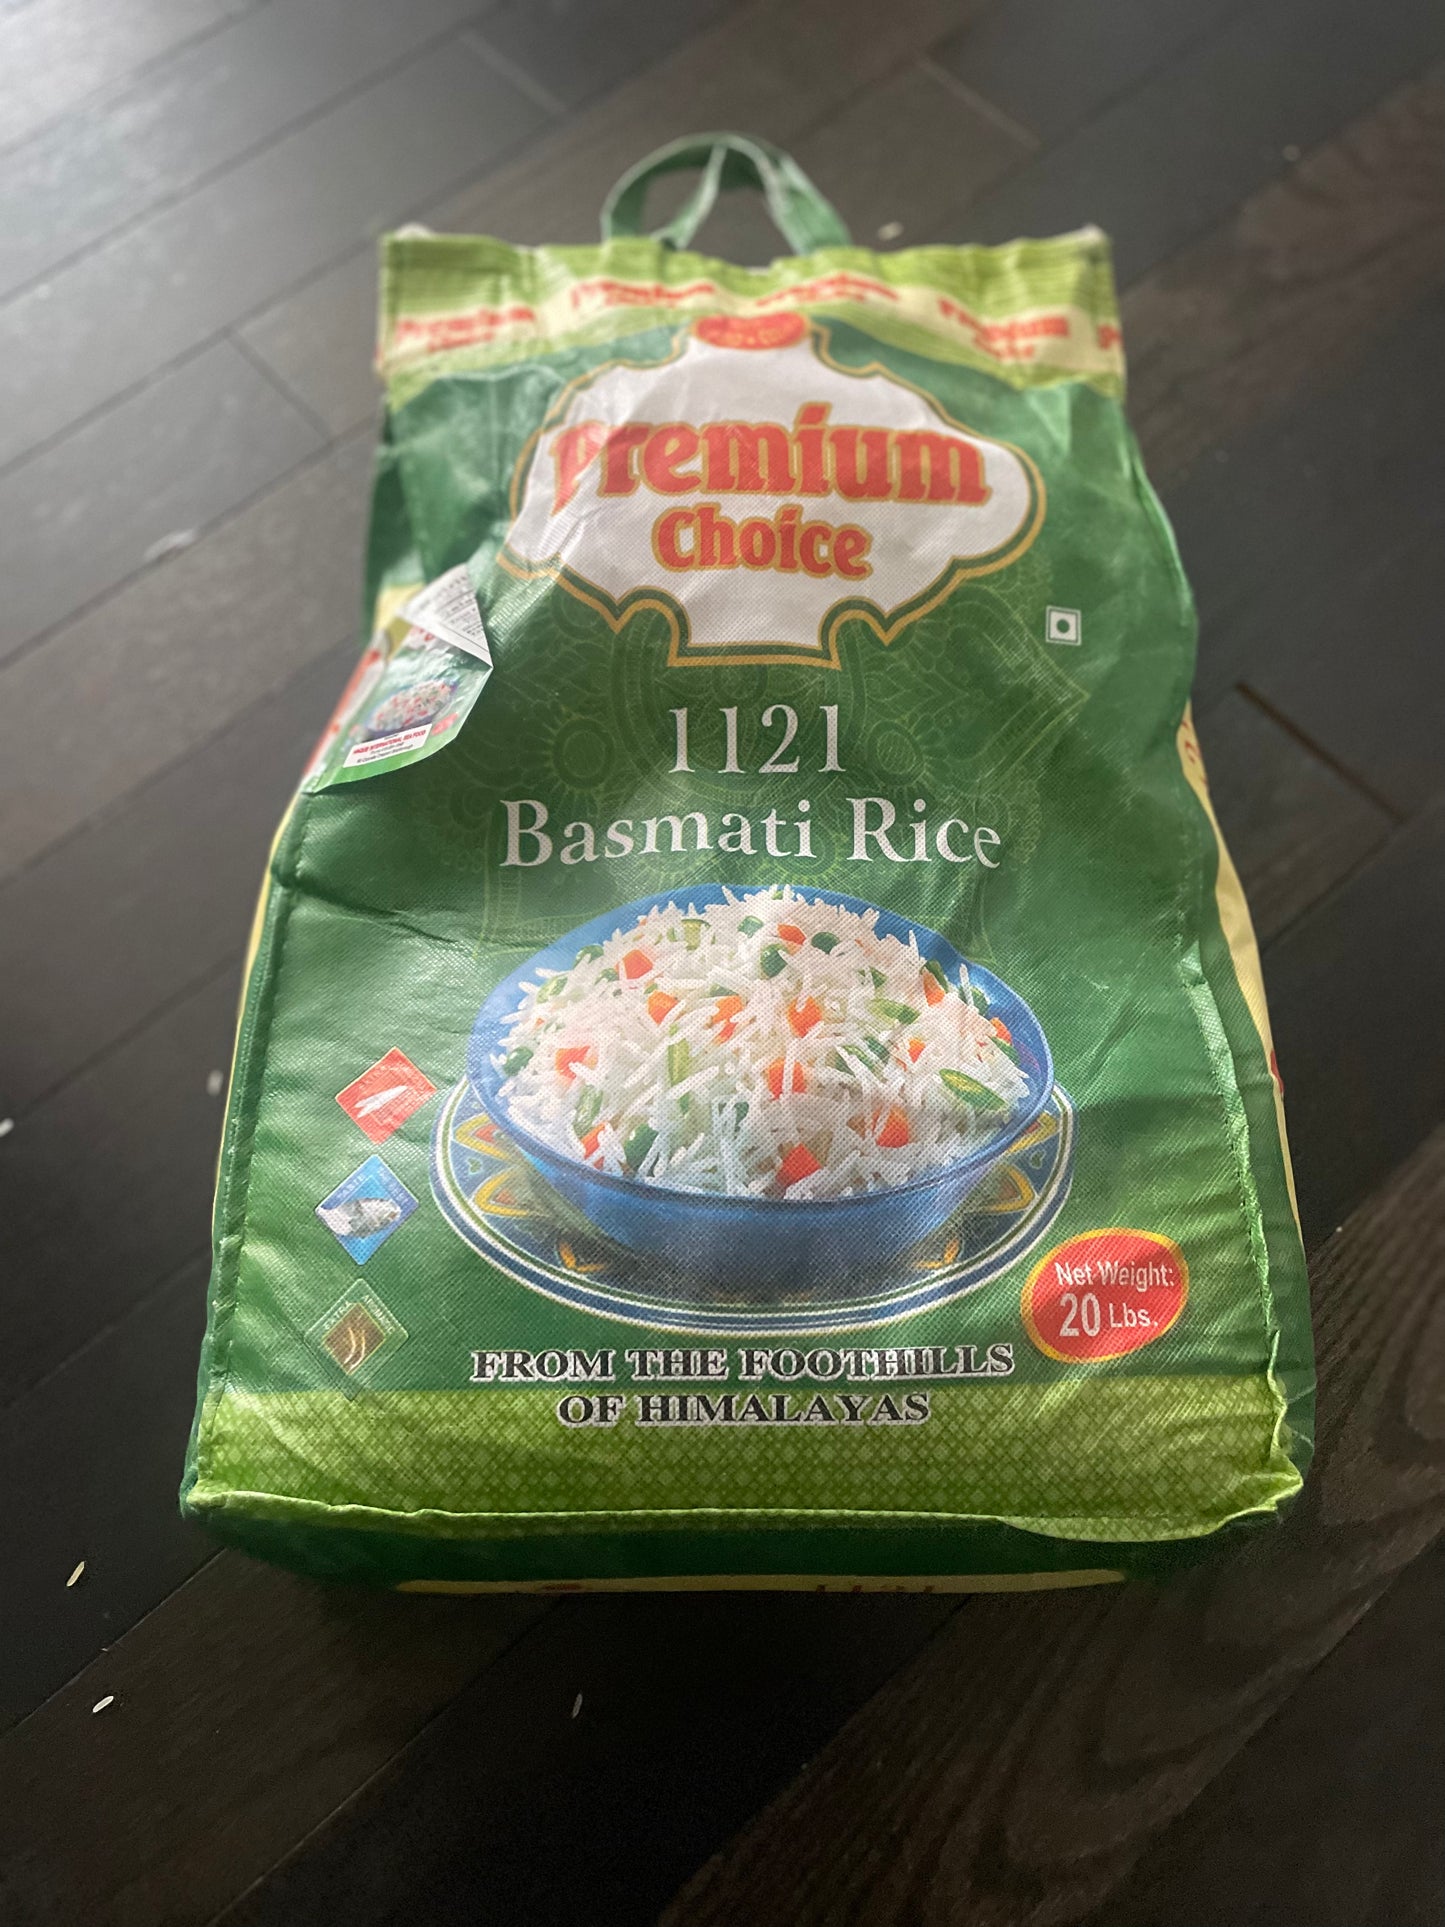 Premium
Choice
1121
Basmati Rice
Net Weight:
20 Lbs.
FROM THE FOOTHILLS
OF HIMALAYAS